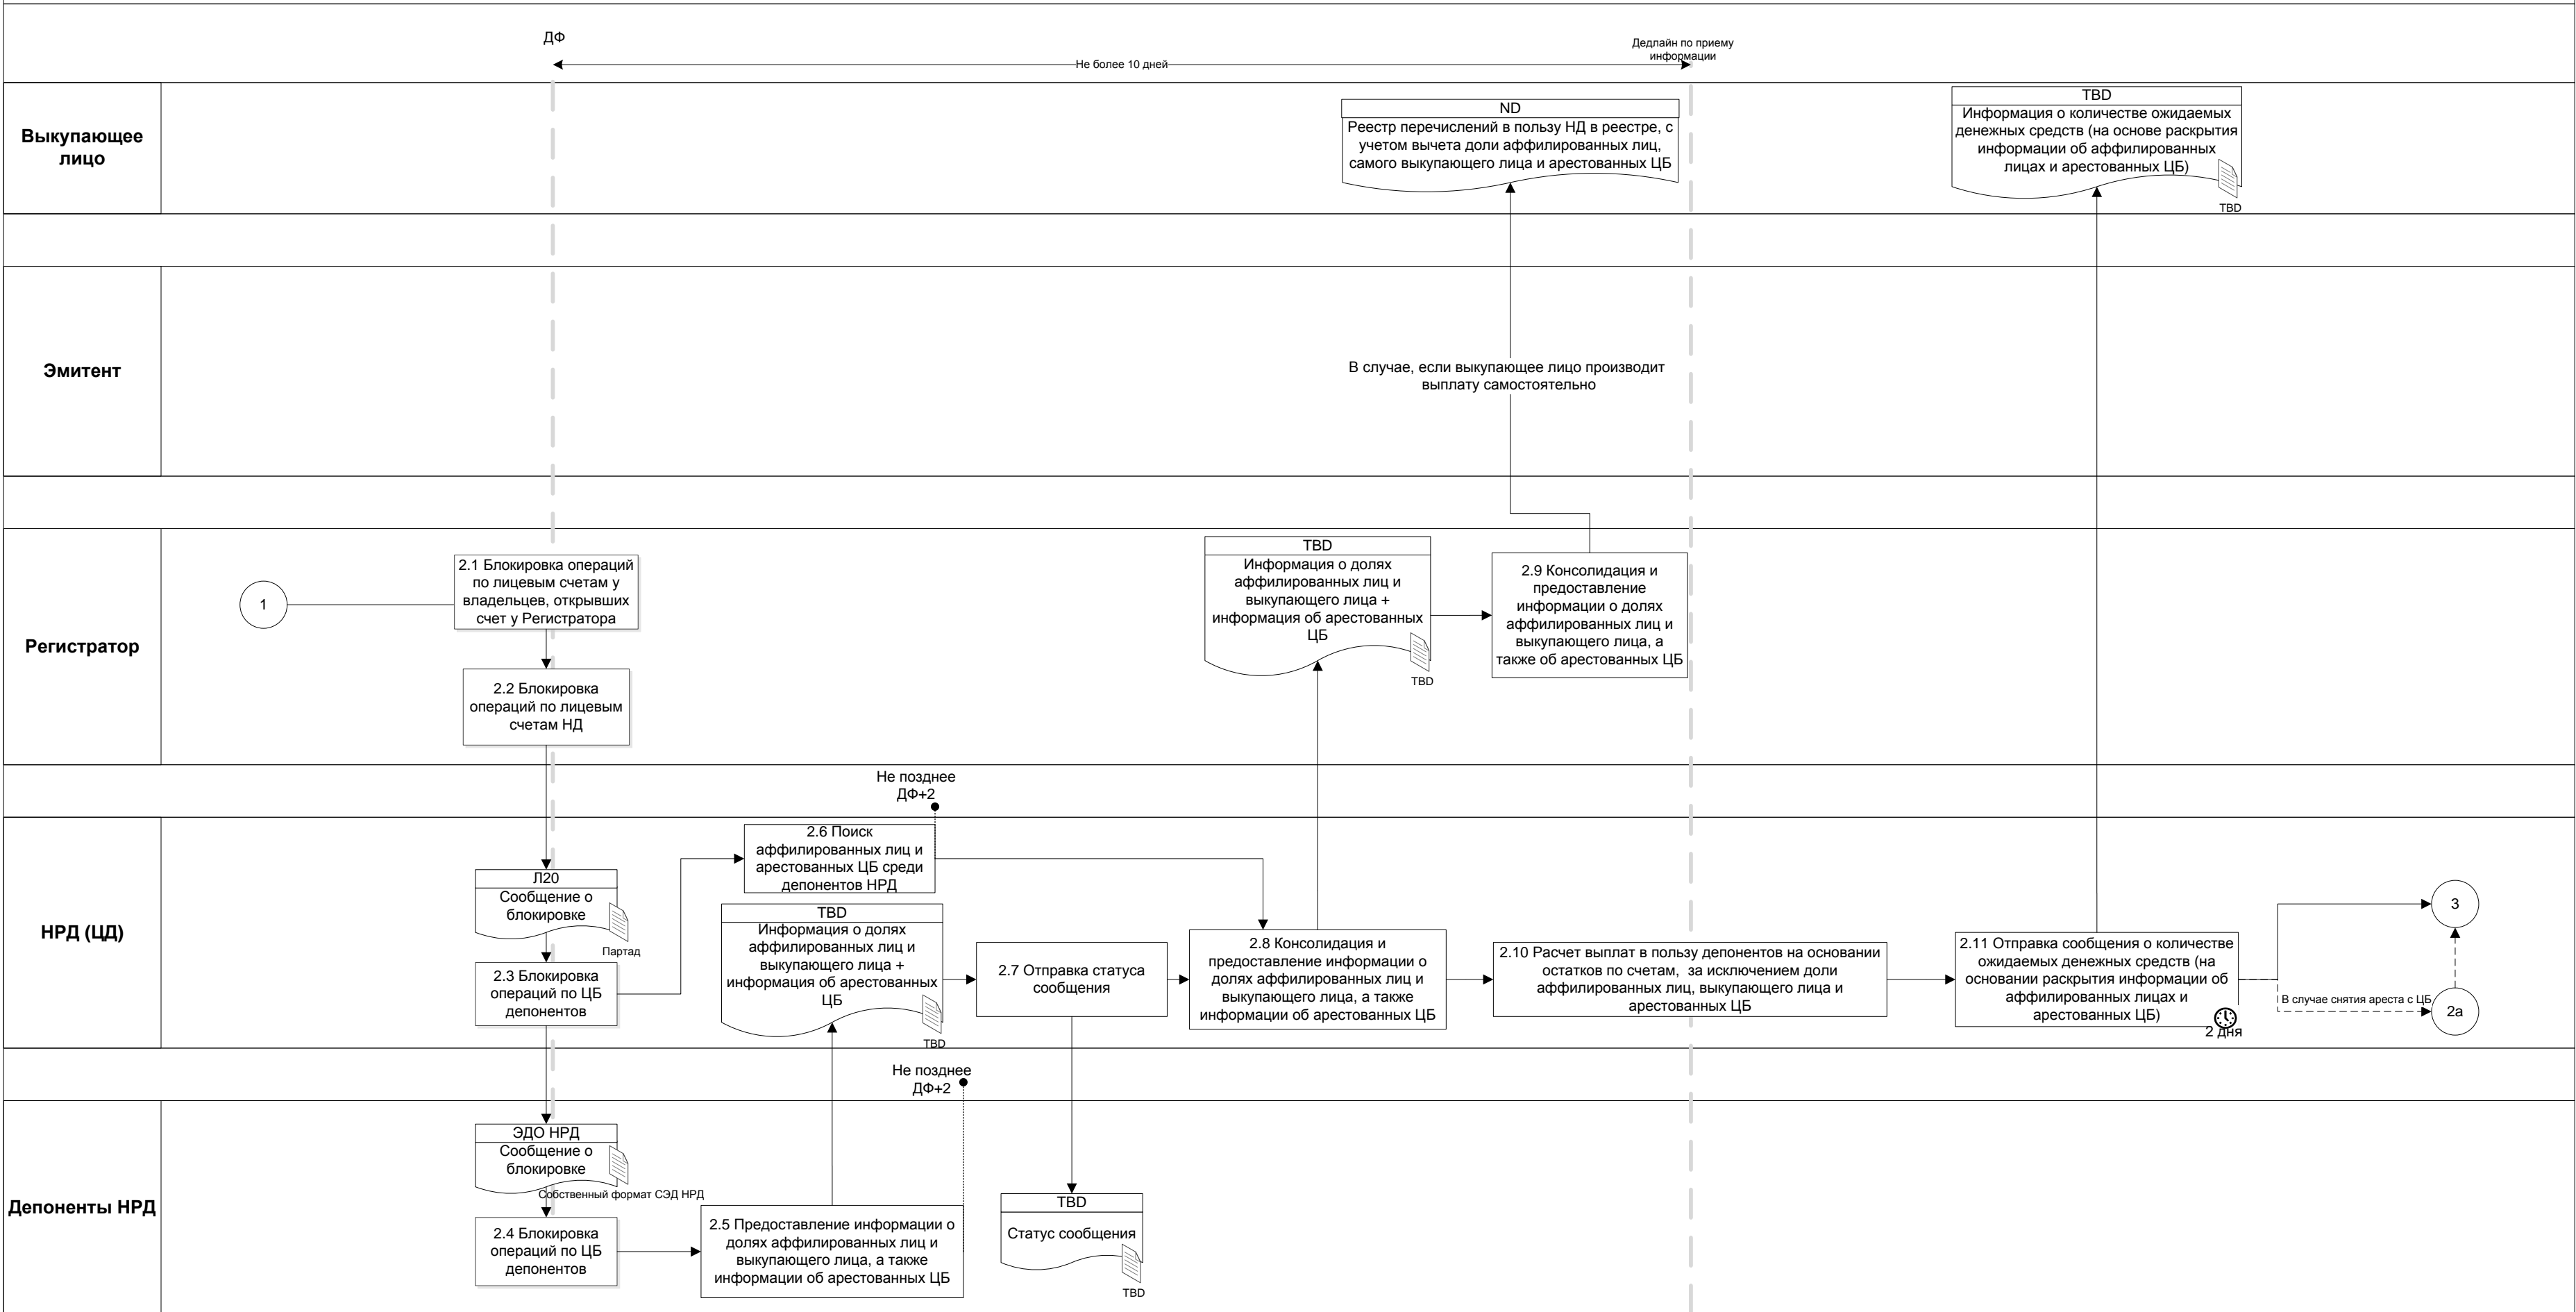 ДФ
Дедлайн по приему
информации
Не более 10 дней
Выкупающее
лицо
ND
Реестр перечислений в пользу НД в реестре, с
учетом вычета доли аффилированных лиц,
самого выкупающего лица и арестованных ЦБ
TBD
Информация о количестве ожидаемых
денежных средств (на основе раскрытия
информации об аффилированных
лицах и арестованных ЦБ)
TBD
Эмитент
В случае, если выкупающее лицо производит
выплату самостоятельно
Регистратор
1
2.1 Блокировка операций
по лицевым счетам у
владельцев, открывших
счет у Регистратора
2.2 Блокировка
операций по лицевым
счетам НД
TBD
Информация о долях
аффилированных лиц и
выкупающего лица +
информация об арестованных
ЦБ
TBD
2.9 Консолидация и
предоставление
информации о долях
аффилированных лиц и
выкупающего лица, а
также об арестованных ЦБ
Не позднее
ДФ+2
НРД (ЦД)
Л20
Сообщение о
блокировке
Партад
2.3 Блокировка
операций по ЦБ
депонентов
2.6 Поиск
аффилированных лиц и
арестованных ЦБ среди
депонентов НРД
TBD
Информация о долях
аффилированных лиц и
выкупающего лица +
информация об арестованных
ЦБ
TBD
2.7 Отправка статуса
сообщения
2.8 Консолидация и
предоставление информации о
долях аффилированных лиц и
выкупающего лица, а также
информации об арестованных ЦБ
2.10 Расчет выплат в пользу депонентов на основании
остатков по счетам, за исключением доли
аффилированных лиц, выкупающего лица и
арестованных ЦБ
2.11 Отправка сообщения о количестве
ожидаемых денежных средств (на
основании раскрытия информации об
аффилированных лицах и
арестованных ЦБ)
2 дня
В случае снятия ареста с ЦБ
3
2а
Не позднее
ДФ+2
Депоненты НРД
ЭДО НРД
Сообщение о
блокировке
Собственный формат СЭД НРД
2.4 Блокировка
операций по ЦБ
депонентов
2.5 Предоставление информации о
долях аффилированных лиц и
выкупающего лица, а также
информации об арестованных ЦБ
TBD
Статус сообщения
TBD